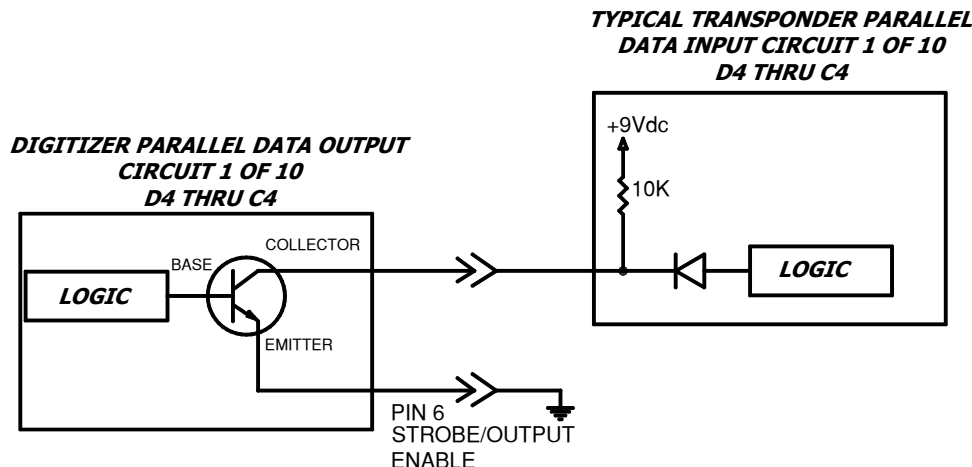 TYPICAL TRANSPONDER PARALLEL
DATA INPUT CIRCUIT 1 OF 10
D4 THRU C4
+9Vdc
10K
LOGIC
DIGITIZER PARALLEL DATA OUTPUT
CIRCUIT 1 OF 10
D4 THRU C4
COLLECTOR
BASE
LOGIC
EMITTER
PIN 6
STROBE/OUTPUT
ENABLE